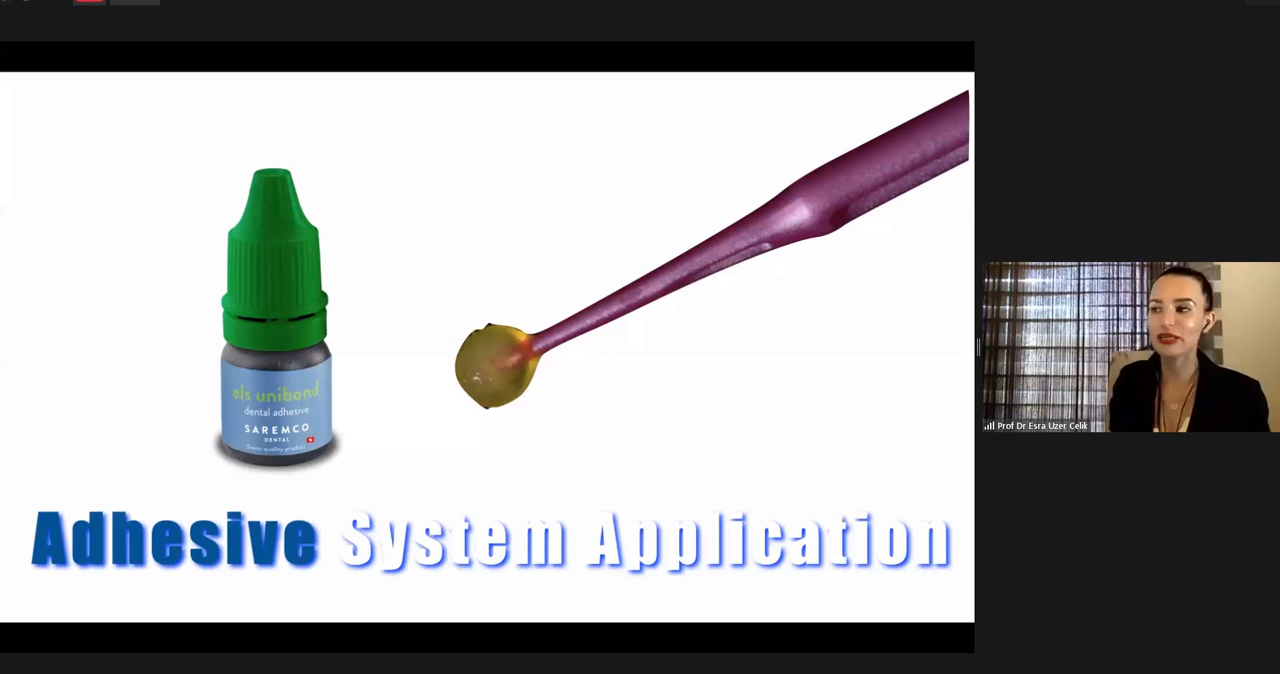 els unibond
dental adhesive
SAREMCO
DENTAL
Swiss quality product
Adhesive System Application
Prof Dr Esra Uzer Celik